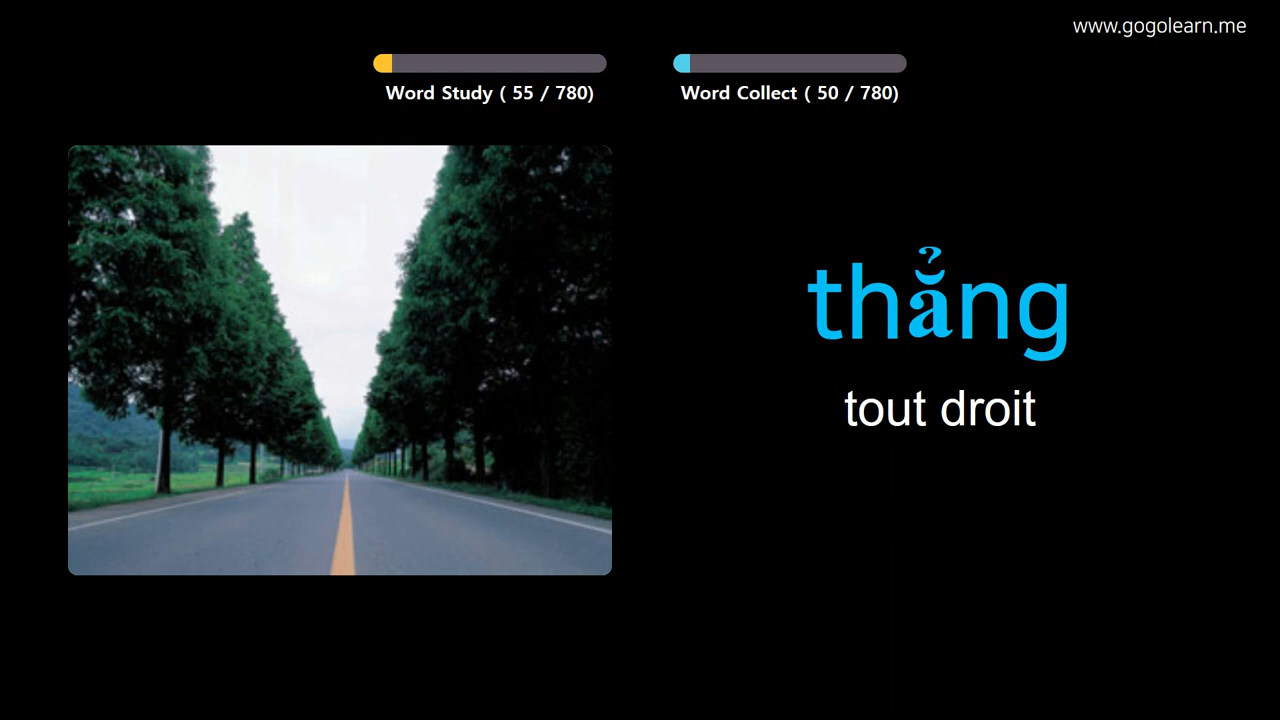 www.gogolearn.me
Word Study ( 55 / 780)
Word Collect ( 50 / 780)
thẳng
tout droit